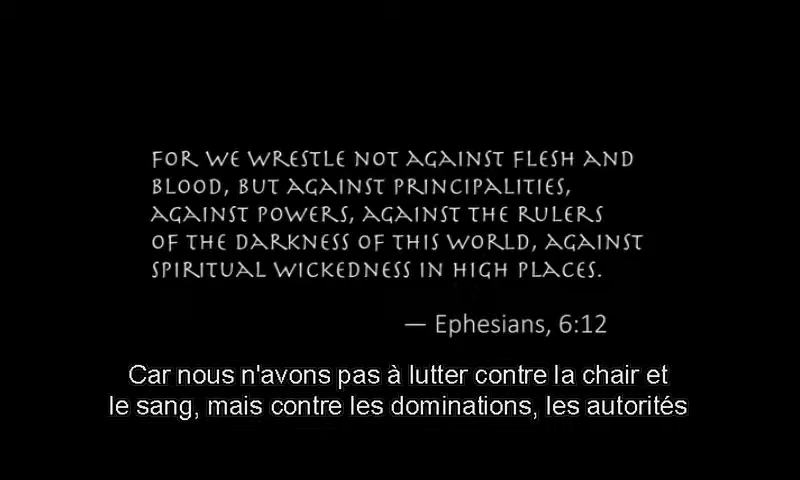 FOR WE WRESTLE NOT AGAINST FLESH AND
BLOOD, BUT AGAINST PRINCIPALITIES,
AGAINST POWERS, AGAINST THE RULERS
OF THE DARKNESS OF THIS WORLD, AGAINST
SPIRITUAL WICKEDNESS IN HIGH PLACES.
— Ephesians, 6:12
Car nous n'avons pas à lutter contre la chair et
le sang, mais contre les dominations, les autorités